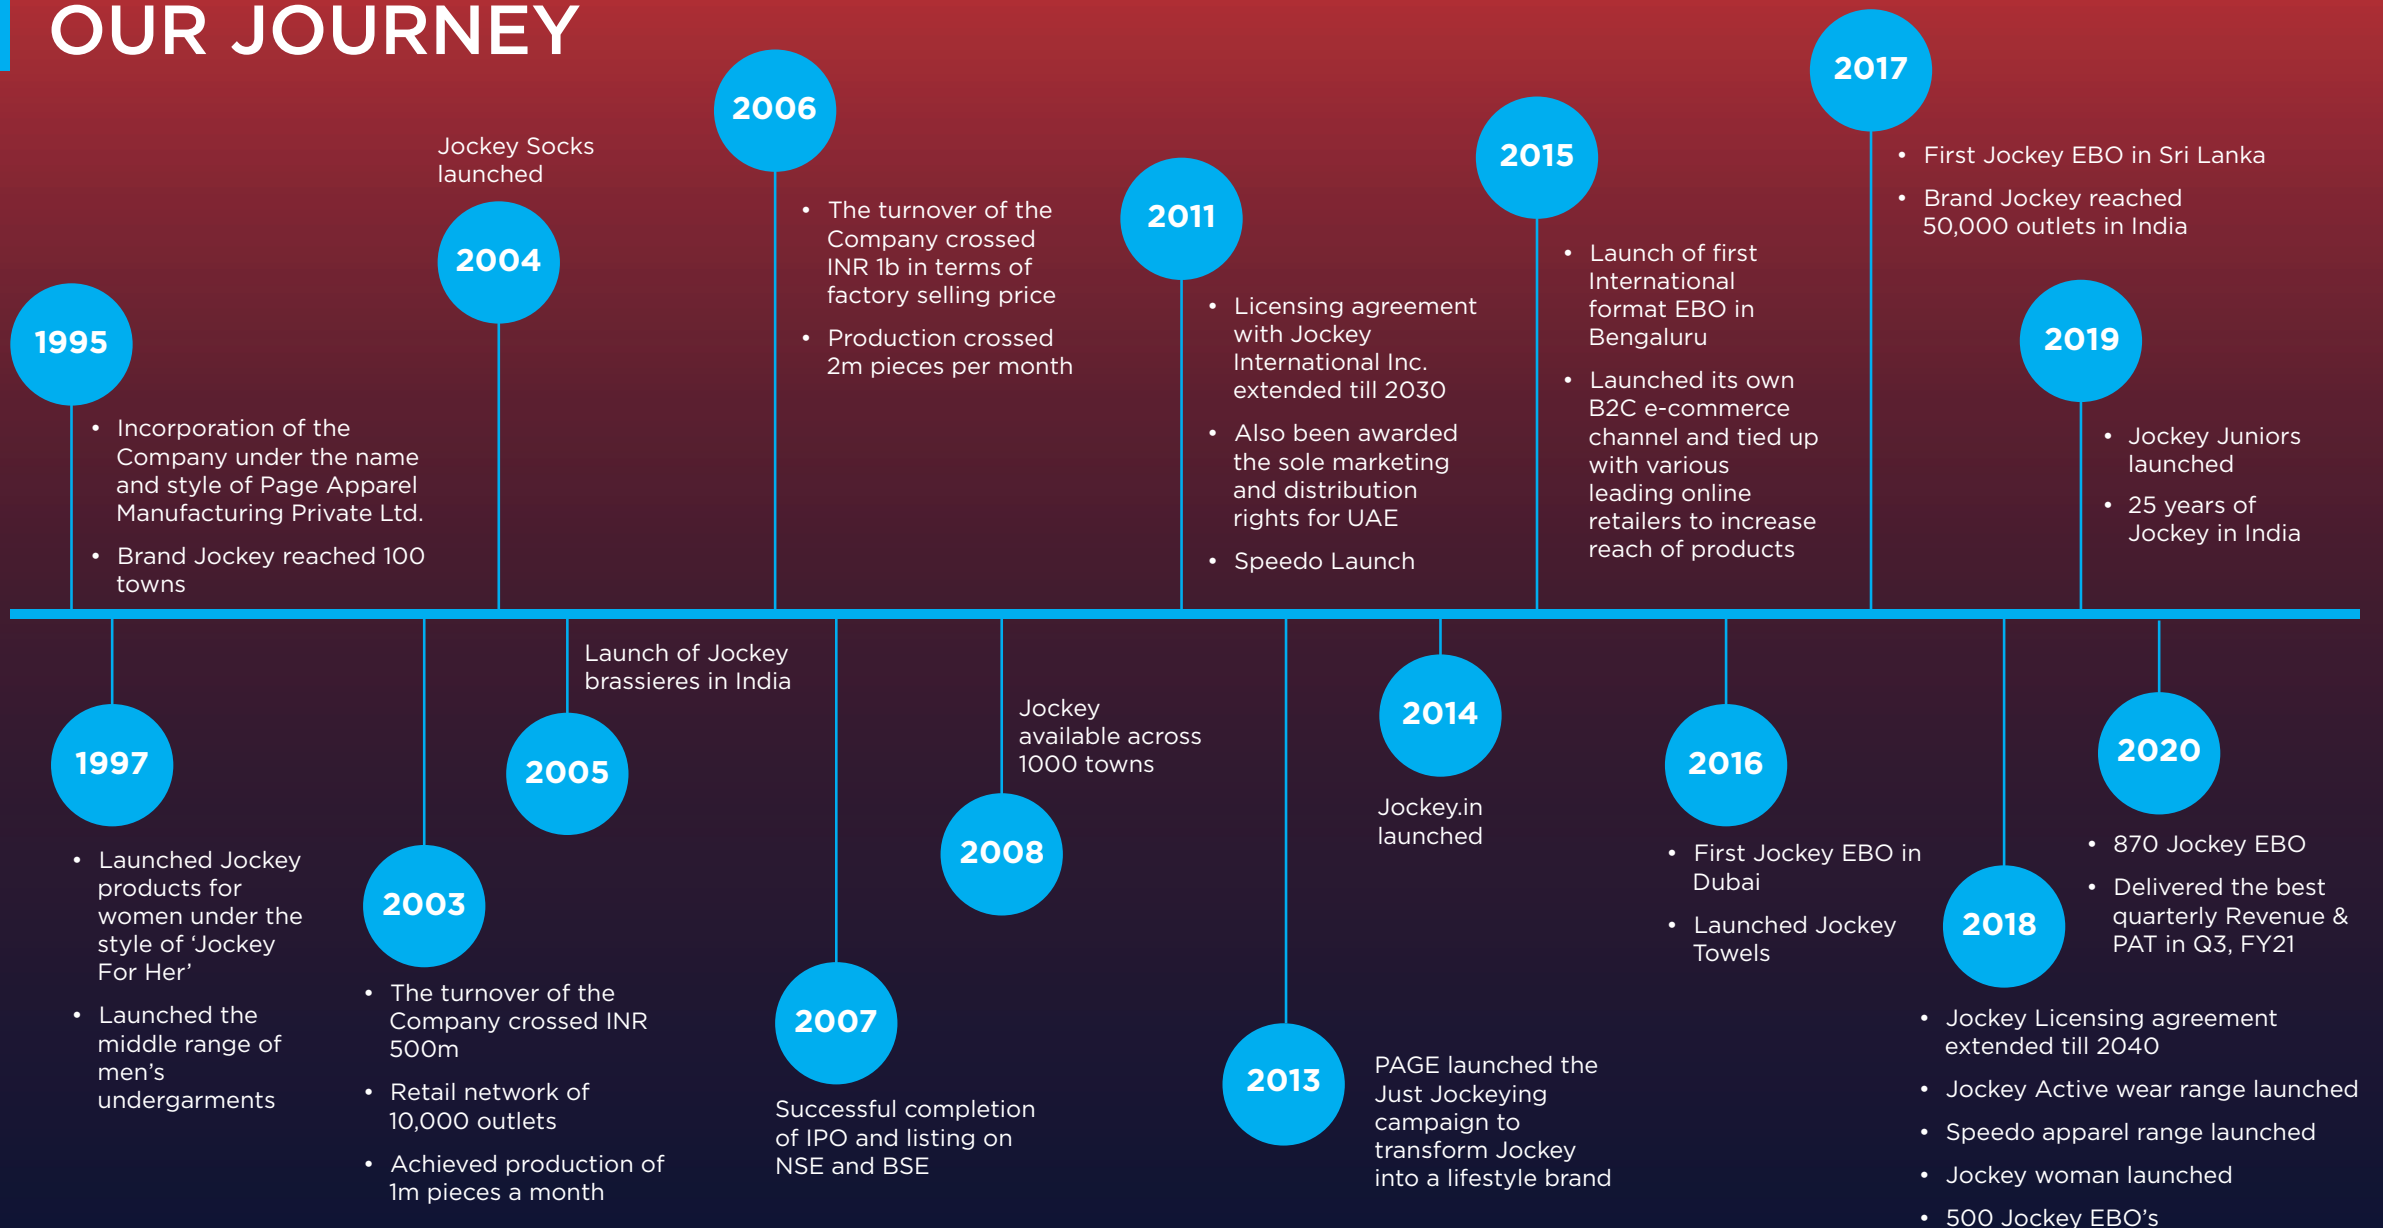 OUR JOURNEY
1995
• Incorporation of the
Company under the name
and style of Page Apparel
Manufacturing Private Ltd.
• Brand Jockey reached 100
towns
1997
• Launched Jockey
products for
women under the
style of ‘Jockey
For Her’
• Launched the
middle range of
men’s
undergarments
2003
• The turnover of the
Company crossed INR
500m
• Retail network of
10,000 outlets
• Achieved production of
1m pieces a month
Jockey Socks
launched
2004
Launch of Jockey
brassieres in India
2005
2006
• The turnover of the
Company crossed
INR 1b in terms of
factory selling price
• Production crossed
2m pieces per month
2007
Successful completion
of IPO and listing on
NSE and BSE
Jockey
available across
1000 towns
2008
2011
• Licensing agreement
with Jockey
International Inc.
extended till 2030
• Also been awarded
the sole marketing
and distribution
rights for UAE
• Speedo Launch
2013
PAGE launched the
Just Jockeying
campaign to
transform Jockey
into a lifestyle brand
2014
Jockey.in
launched
2015
• Launch of first
International
format EBO in
Bengaluru
• Launched its own
B2C e-commerce
channel and tied up
with various
leading online
retailers to increase
reach of products
2016
• First Jockey EBO in
Dubai
• Launched Jockey
Towels
2017
• First Jockey EBO in Sri Lanka
• Brand Jockey reached
50,000 outlets in India
2018
• Jockey Licensing agreement
extended till 2040
• Jockey Active wear range launched
• Speedo apparel range launched
• Jockey woman launched
• 500 Jockey EBO’s
2019
• Jockey Juniors
launched
• 25 years of
Jockey in India
2020
• 870 Jockey EBO
• Delivered the best
quarterly Revenue &
PAT in Q3, FY21